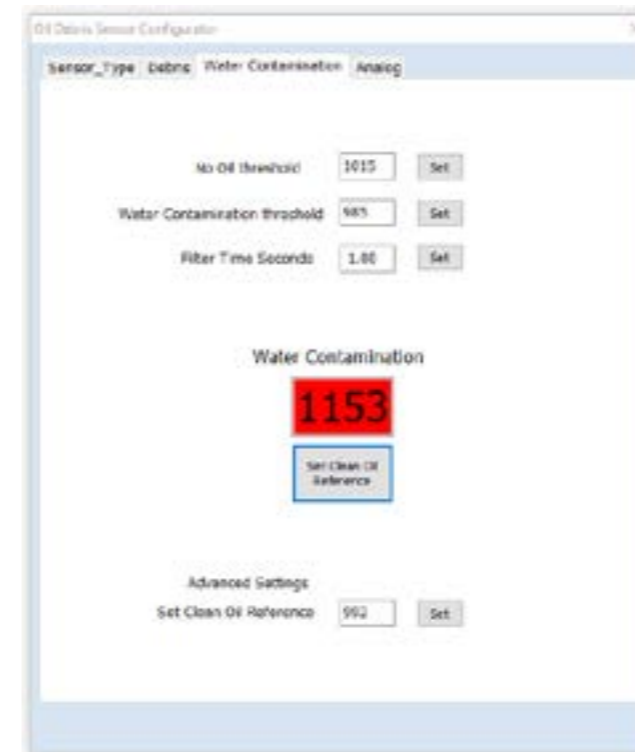 Oil Debris Sensor Configurator
Sensor_Type Debris Water Contamination Analog
No Oil threshold 1015 Set
Water Contamination threshold 985 Set
Filter Time Seconds 1.00 Set
Water Contamination
1153
Set Clean Oil
Reference
Advanced Settings
Set Clean Oil Reference 992 Set